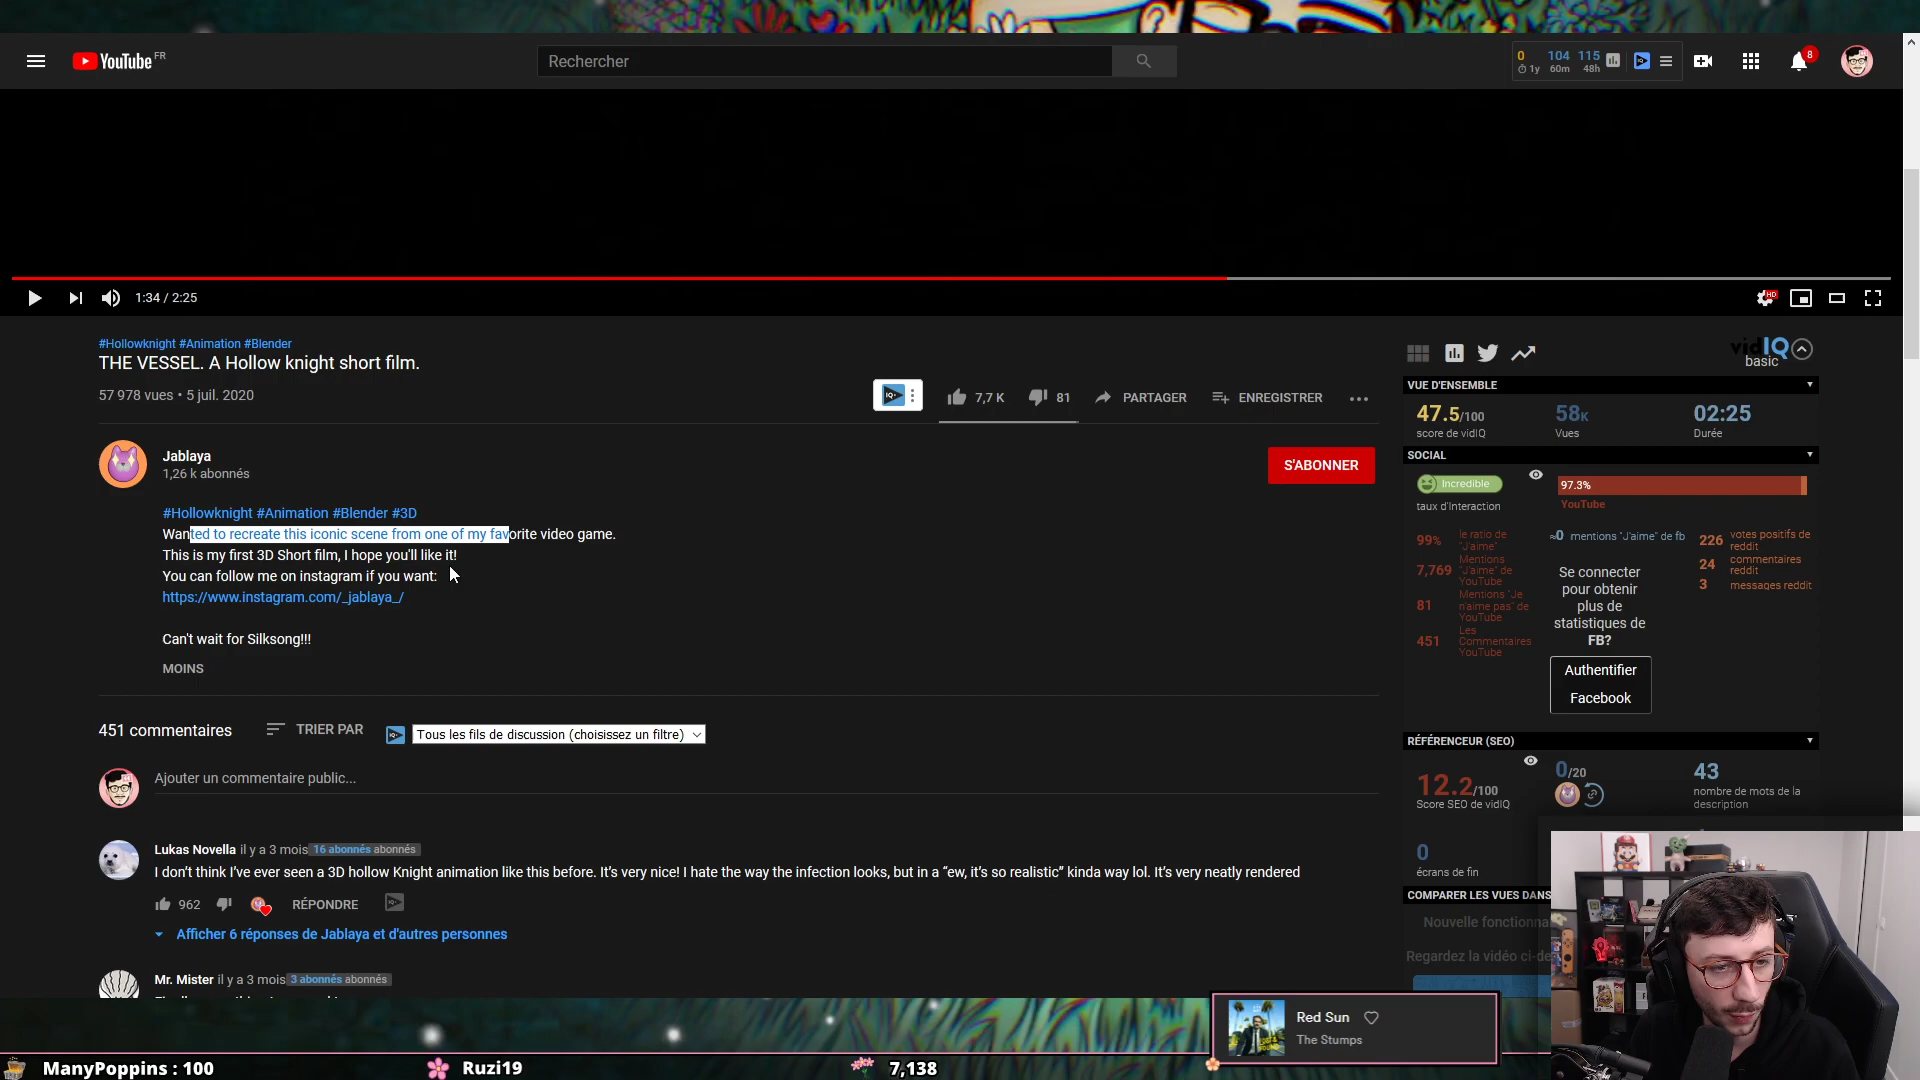 YouTube FR
Rechercher
0 104 115
1y 60m 48h
8
1:34 / 2:25
HD
#Hollowknight #Animation #Blender
THE VESSEL. A Hollow knight short film.
57 978 vues • 5 juil. 2020
IQ
7,7 K
81
PARTAGER
ENREGISTRER
Jablaya
1,26 k abonnés
S'ABONNER
#Hollowknight #Animation #Blender #3D
Wanted to recreate this iconic scene from one of my favorite video game.
This is my first 3D Short film, I hope you'll like it!
You can follow me on instagram if you want:
https://www.instagram.com/_jablaya_/
Can't wait for Silksong!!!
MOINS
451 commentaires
TRIER PAR
Tous les fils de discussion (choisissez un filtre)
Ajouter un commentaire public...
Lukas Novella il y a 3 mois 16 abonnés abonnés
I don't think I've ever seen a 3D hollow Knight animation like this before. It's very nice! I hate the way the infection looks, but in a “ew, it's so realistic” kinda way lol. It's very neatly rendered
962
RÉPONDRE
Afficher 6 réponses de Jablaya et d'autres personnes
Mr. Mister il y a 3 mois 3 abonnés abonnés
vidIQ
basic
VUE D'ENSEMBLE
47.5/100
score de vidIQ
58K
Vues
02:25
Durée
SOCIAL
Incredible
taux d'Interaction
97.3%
YouTube
99% le ratio de "J'aime"
7,769 Mentions "J'aime" de YouTube
81 Mentions "Je n'aime pas" de YouTube
451 Les Commentaires YouTube
≈0 mentions "J'aime" de fb
Se connecter
pour obtenir
plus de
statistiques de
FB?
Authentifier
Facebook
226 votes positifs de reddit
24 commentaires reddit
3 messages reddit
RÉFÉRENCEUR (SEO)
12.2/100
Score SEO de vidIQ
0/20
43
nombre de mots de la
description
0
écrans de fin
COMPARER LES VUES DANS
Nouvelle fonctionna
Regardez la vidéo ci-de
Red Sun
The Stumps
ManyPoppins : 100
Ruzi19
7,138